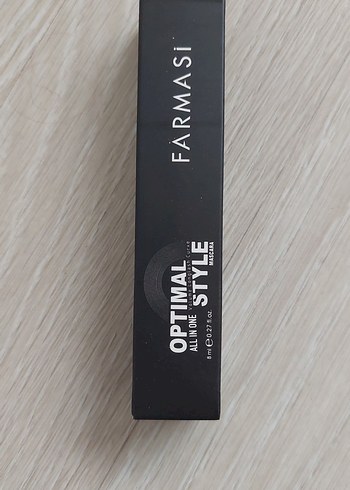 FARMASi
OPTIMAL
ALL IN ONE
STYLE
MASCARA
8 ml ℮ 0.27 fl.oz.